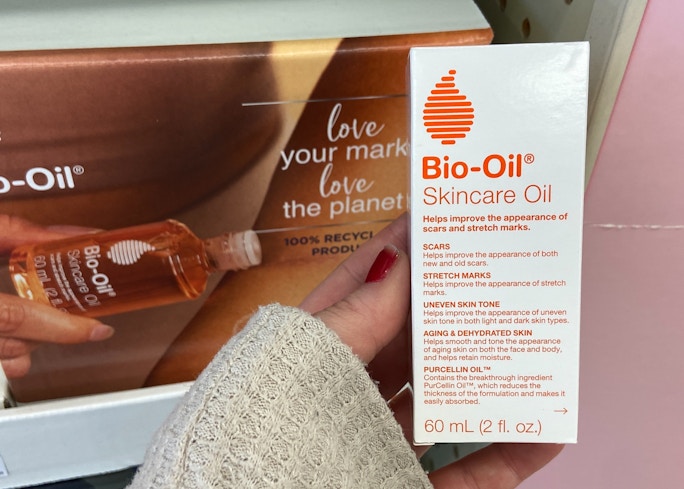 o-Oil®
love
your mark
love
the planet
100% RECYCL
PRODU
Bio-Oil®
Skincare Oil
60 mL (2 fl.
Bio-Oil®
Skincare Oil
Helps improve the appearance of
scars and stretch marks.
SCARS
Helps improve the appearance of both
new and old scars.
STRETCH MARKS
Helps improve the appearance of stretch
marks.
UNEVEN SKIN TONE
Helps improve the appearance of uneven
skin tone in both light and dark skin types.
AGING & DEHYDRATED SKIN
Helps smooth and tone the appearance
of aging skin on both the face and body,
and helps retain moisture.
PURCELLIN OIL™
Contains the breakthrough ingredient
PurCellin Oil™, which reduces the
thickness of the formulation and makes it
easily absorbed.
60 mL (2 fl. oz.)